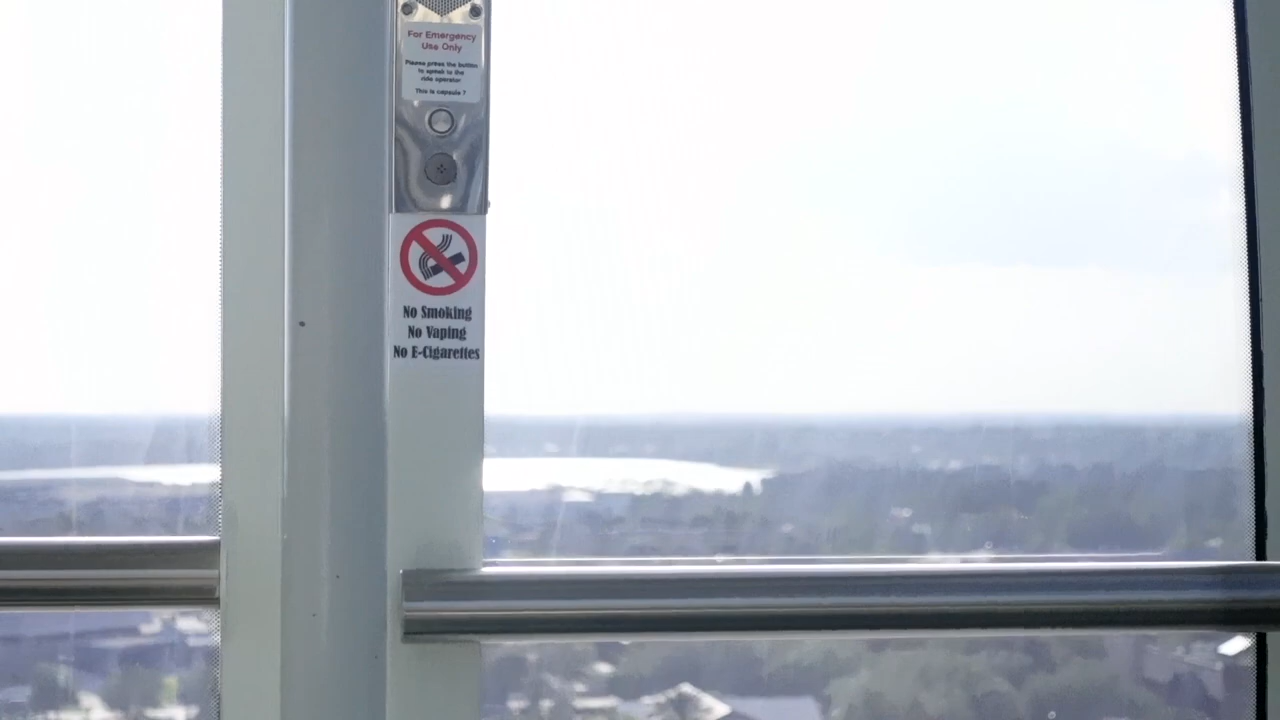 For Emergency
Use Only
Please press the button
to speak to the
ride operator
This is capsule 7
No Smoking
No Vaping
No E-Cigarettes